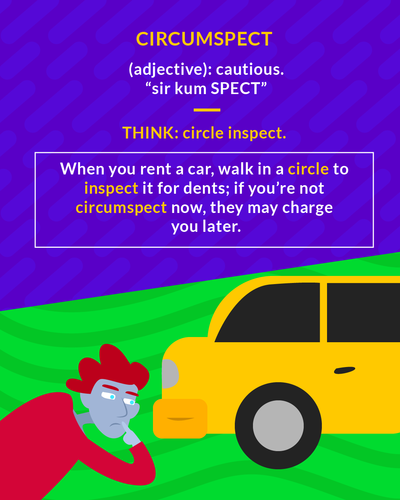 CIRCUMSPECT
(adjective): cautious.
“sir kum SPECT”
THINK: circle inspect.
When you rent a car, walk in a circle to
inspect it for dents; if you’re not
circumspect now, they may charge
you later.